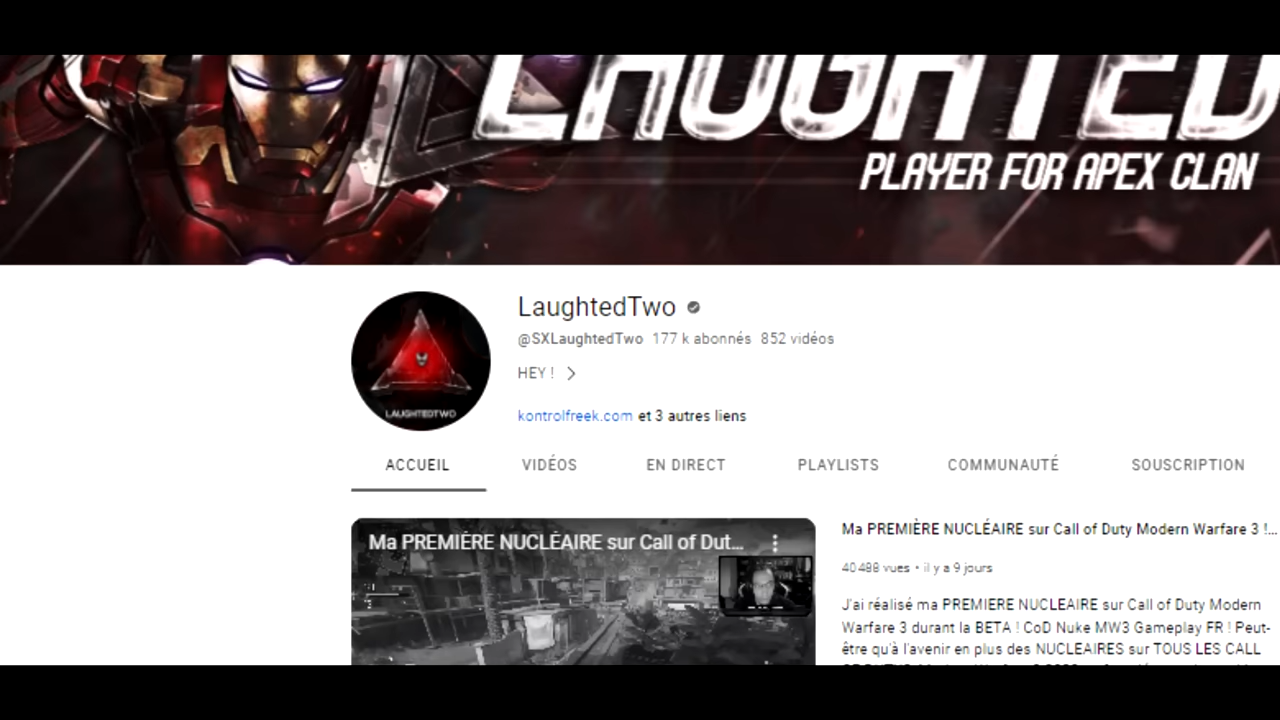 LAUGHTED
PLAYER FOR APEX CLAN
LaughtedTwo
@SXLaughtedTwo 177 k abonnés 852 vidéos
HEY !
kontrolfreek.com et 3 autres liens
LAUGHTEDTWO
ACCUEIL VIDÉOS EN DIRECT PLAYLISTS COMMUNAUTÉ SOUSCRIPTION
Ma PREMIÈRE NUCLÉAIRE sur Call of Dut...
Ma PREMIÈRE NUCLÉAIRE sur Call of Duty Modern Warfare 3 !...
40 488 vues • il y a 9 jours
J'ai réalisé ma PREMIERE NUCLEAIRE sur Call of Duty Modern
Warfare 3 durant la BETA ! CoD Nuke MW3 Gameplay FR ! Peut-
être qu'à l'avenir en plus des NUCLEAIRES sur TOUS LES CALL